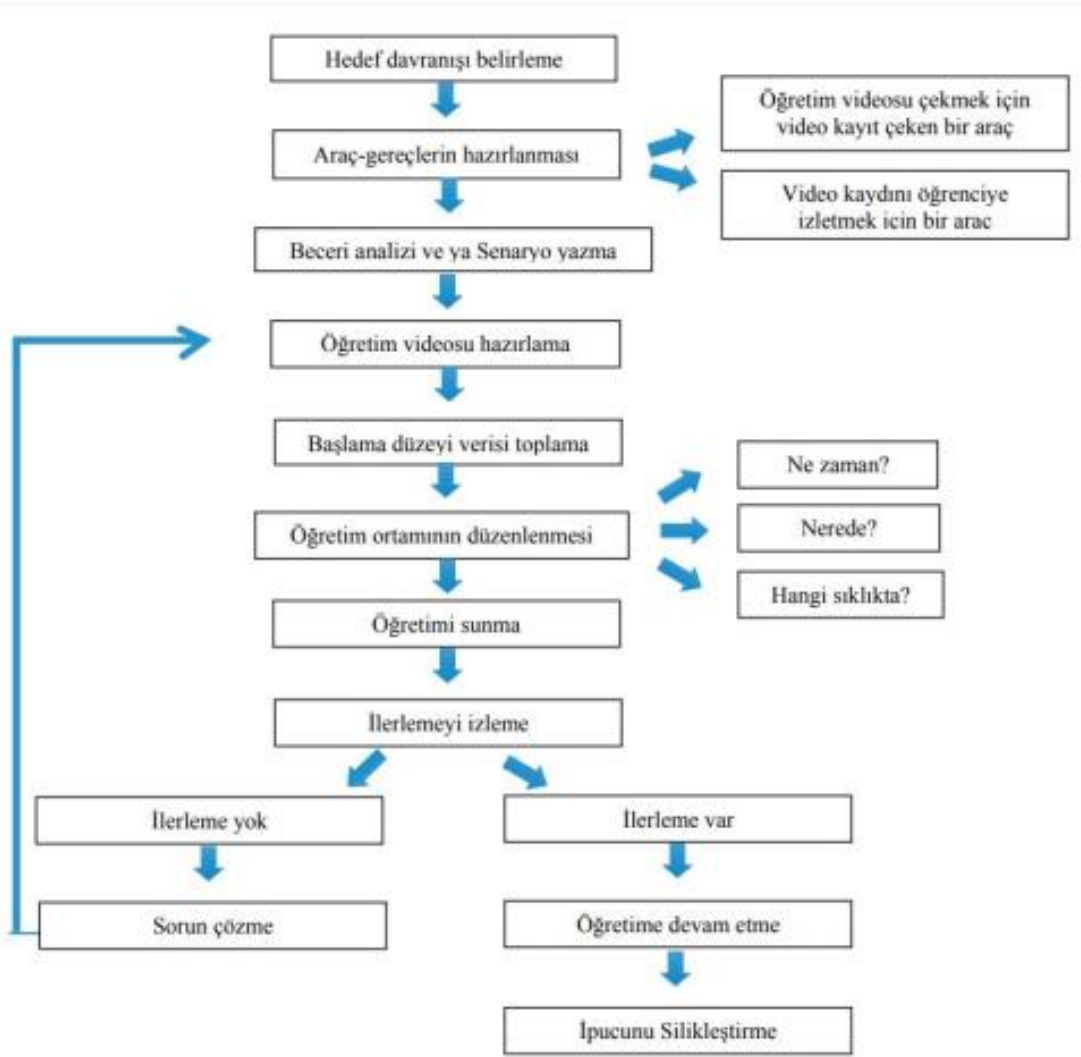 Hedef davranışı belirleme
Araç-gereçlerin hazırlanması
Öğretim videosu çekmek için
video kayıt çeken bir araç
Video kaydını öğrenciye
izletmek icin bir arac
Beceri analizi ve ya Senaryo yazma
Öğretim videosu hazırlama
Başlama düzeyi verisi toplama
Öğretim ortamının düzenlenmesi
Ne zaman?
Nerede?
Hangi sıklıkta?
Öğretimi sunma
İlerlemeyi izleme
İlerleme yok
İlerleme var
Sorun çözme
Öğretime devam etme
İpucunu Silikleştirme